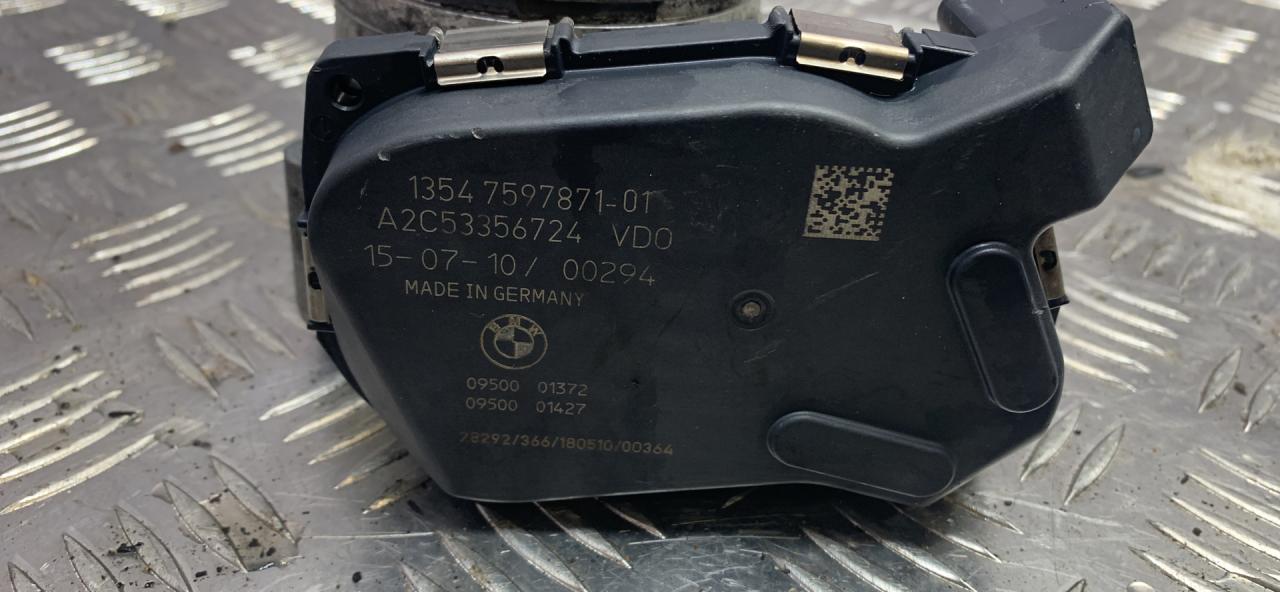 1354 7597871-01
A2C53356724 VDO
15-07-10/ 00294
MADE IN GERMANY
BMW
09500 01372
09500 01427
78292/366/180510/00364